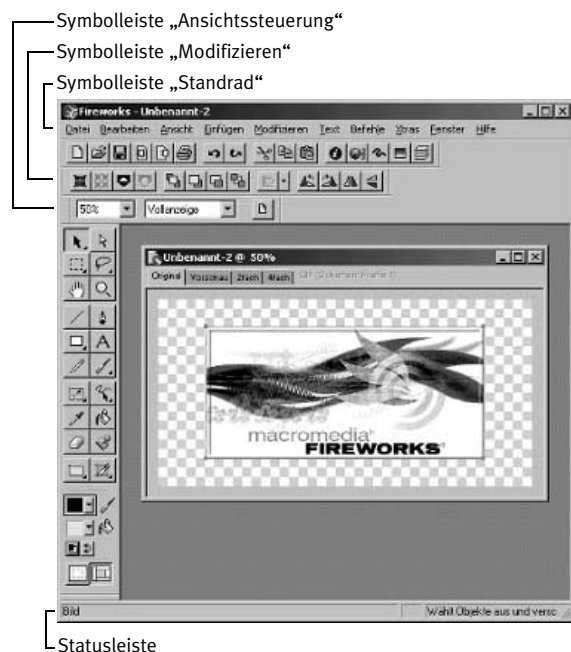 Symbolleiste „Ansichtssteuerung“
Symbolleiste „Modifizieren“
Symbolleiste „Standrad“
Fireworks - Unbenannt-2
Datei Bearbeiten Ansicht Einfügen Modifizieren Text Befehle Xtras Fenster Hilfe
50% Vollanzeige
Unbenannt-2 @ 50%
Original Vorschau 2fach 4fach
macromedia®
FIREWORKS®
Bild Wählt Objekte aus und versc
Statusleiste